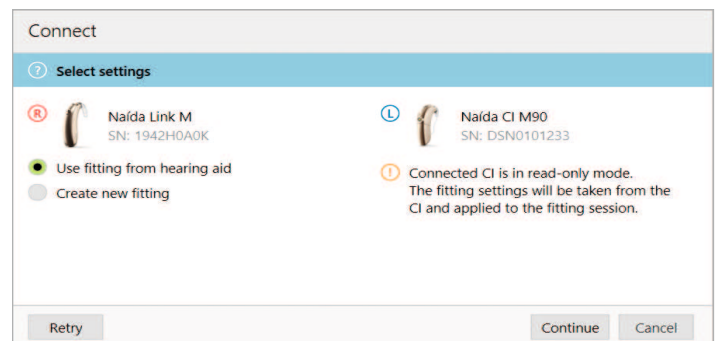 Connect
? Select settings
R
Naída Link M
SN: 1942H0A0K
Use fitting from hearing aid
Create new fitting
L
Naída CI M90
SN: DSN0101233
! Connected CI is in read-only mode.
The fitting settings will be taken from the
CI and applied to the fitting session.
Retry
Continue
Cancel